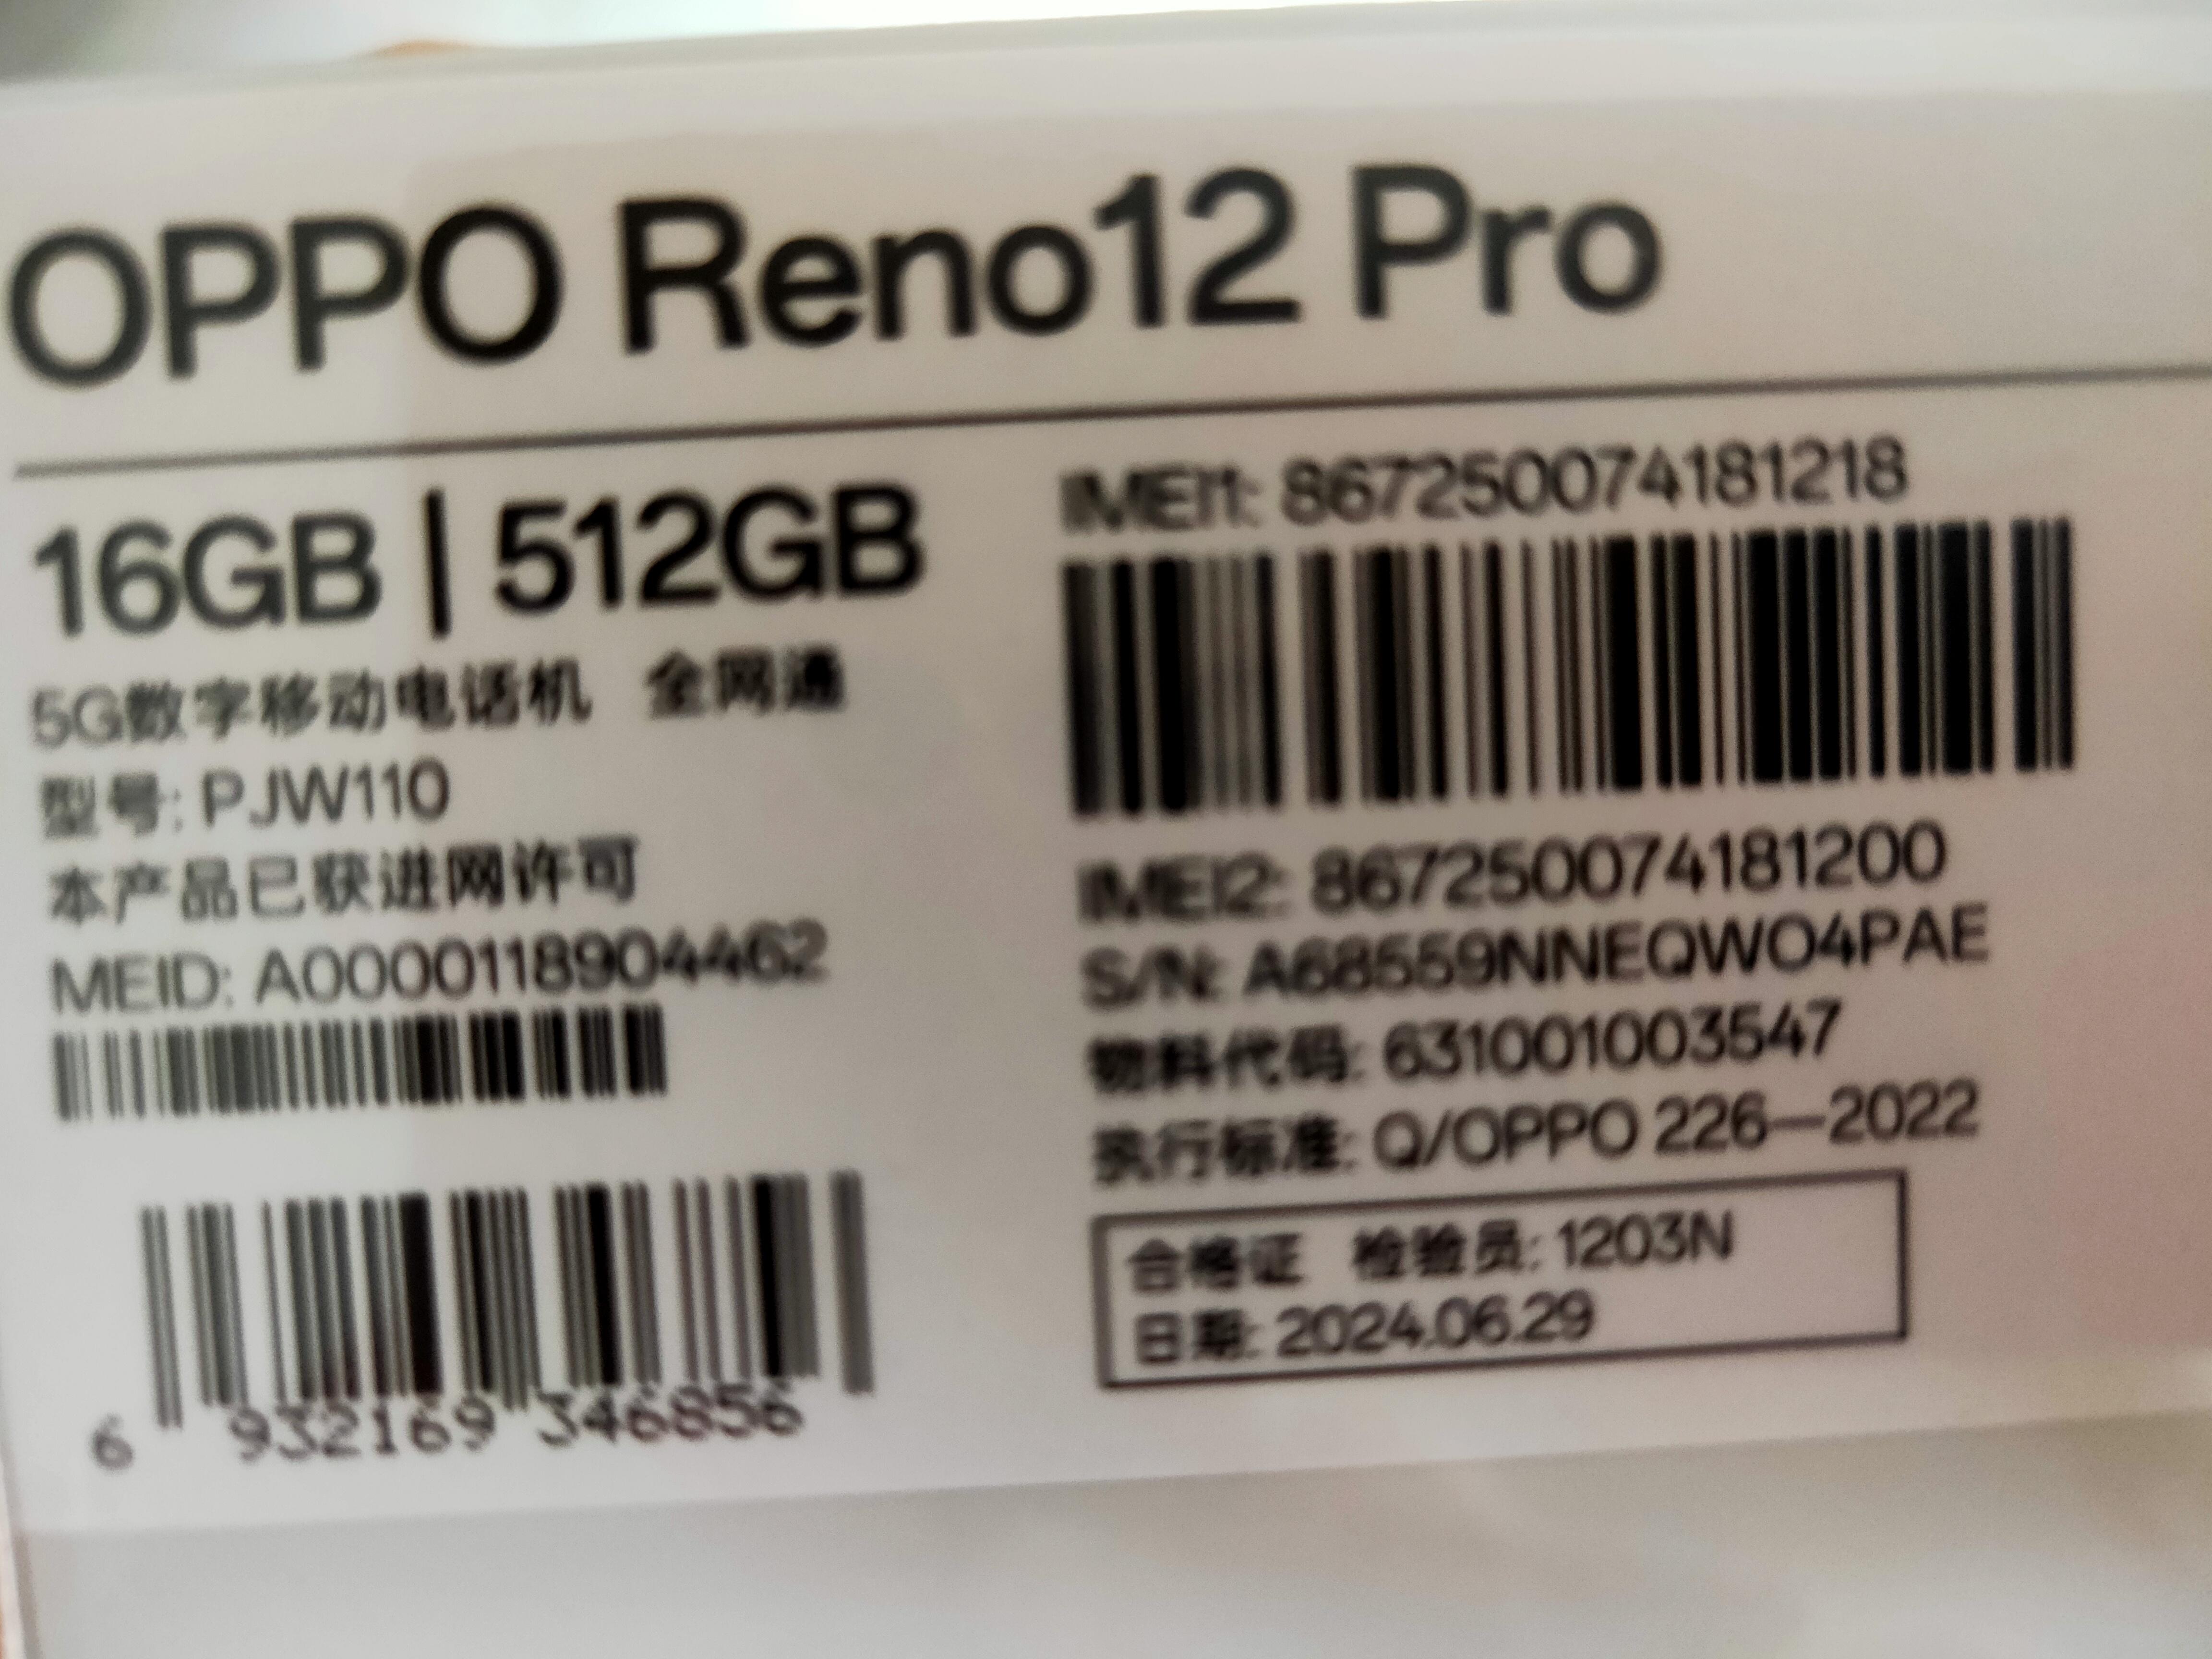 OPPO Reno12 Pro
16GB | 512GB
5G数字移动电话机 全网通
型号: PJW110
本产品已获进网许可
MEID: A0000118904462
6 932169 346856
IMEI1: 867250074181218
IMEI2: 867250074181200
S/N: A68559NNEQWO4PAE
物料代码: 631001003547
执行标准: Q/OPPO 226—2022
合格证 检验员: 1203N
日期: 2024.06.29